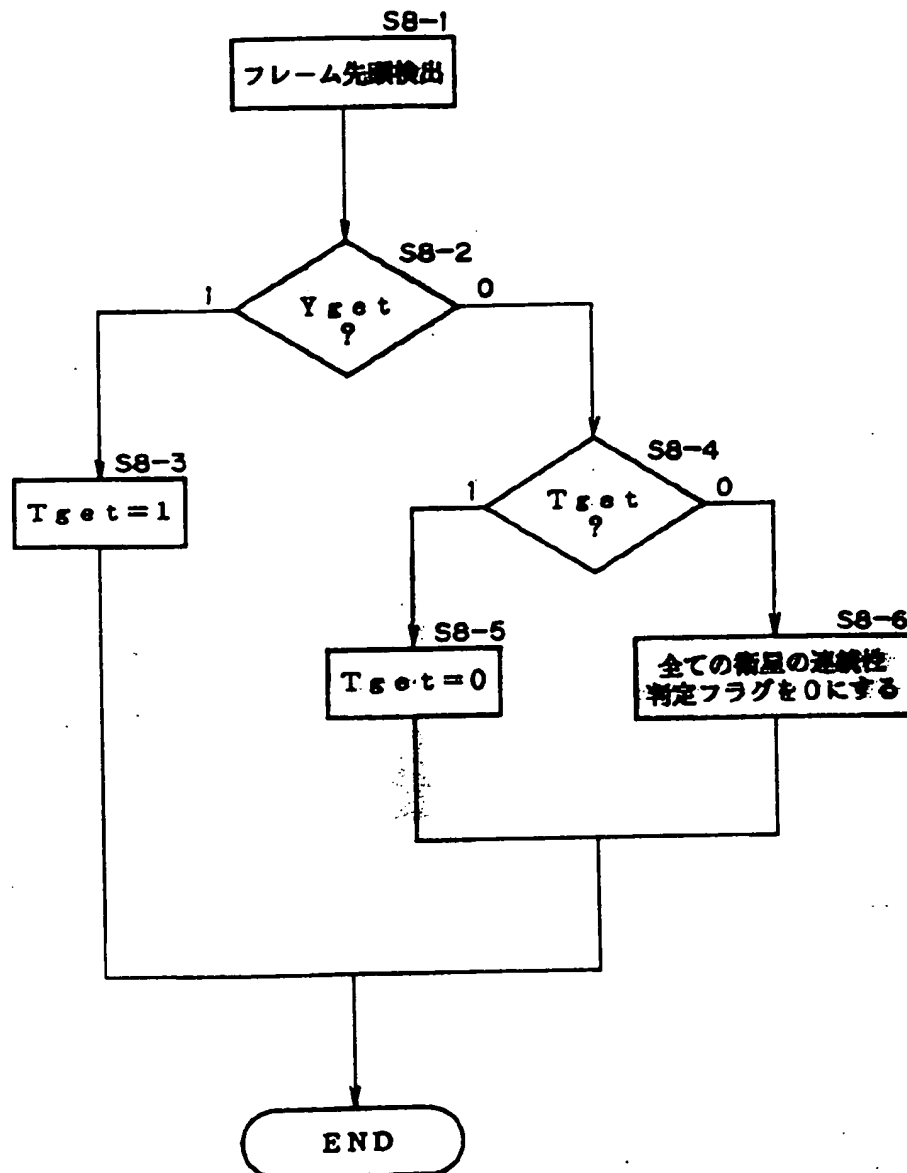 S8-1
フレーム先頭検出
S8-2
Yget
?
1
0
S8-3
Tget=1
S8-4
Tget
?
1
0
S8-5
Tget=0
S8-6
全ての衛星の連続性
判定フラグを0にする
END